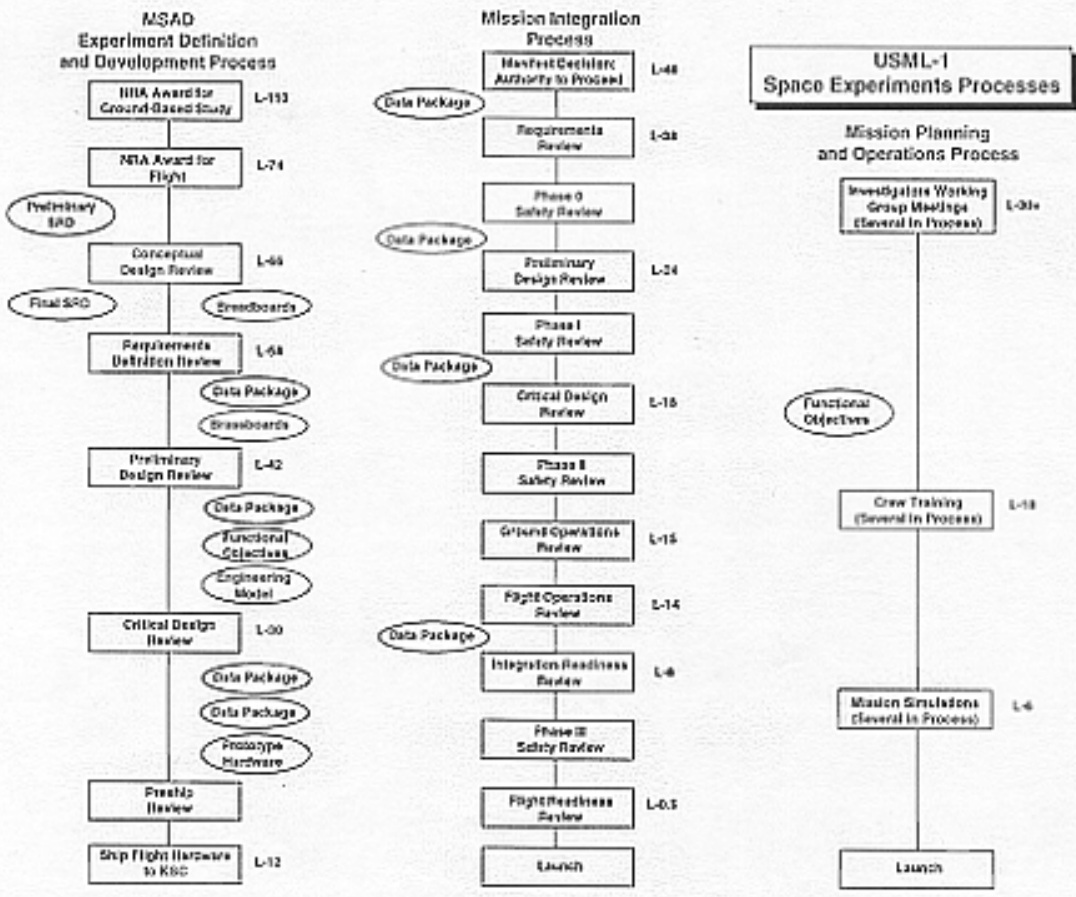 MSAD
Experiment Definition
and Development Process
NRA Award for
Ground-Based Study
NRA Award for
Flight
L-74
Preliminary
SRD
Conceptual
Design Review
L-66
Final SRD
Breadboards
Requirements
Definition Review
Data Package
Brassboards
Preliminary
Design Review
L-42
Data Package
Functional
Objectives
Engineering
Model
Critical Design
Review
L-30
Data Package
Data Package
Prototype
Hardware
Preship
Review
Ship Flight Hardware
to KSC
L-12
Mission Integration
Process
Manifest Decision:
Authority to Proceed
L-48
Data Package
Requirements
Review
Phase 0
Safety Review
Data Package
Preliminary
Design Review
L-24
Phase I
Safety Review
Data Package
Critical Design
Review
Phase II
Safety Review
Ground Operations
Review
L-15
Flight Operations
Review
L-14
Data Package
Integration Readiness
Review
Phase III
Safety Review
Flight Readiness
Review
L-0.5
Launch
USML-1
Space Experiments Processes
Mission Planning
and Operations Process
Investigators Working
Group Meetings
(Several in Process)
Functional
Objectives
Crew Training
(Several in Process)
L-18
Mission Simulations
(Several in Process)
L-6
Launch